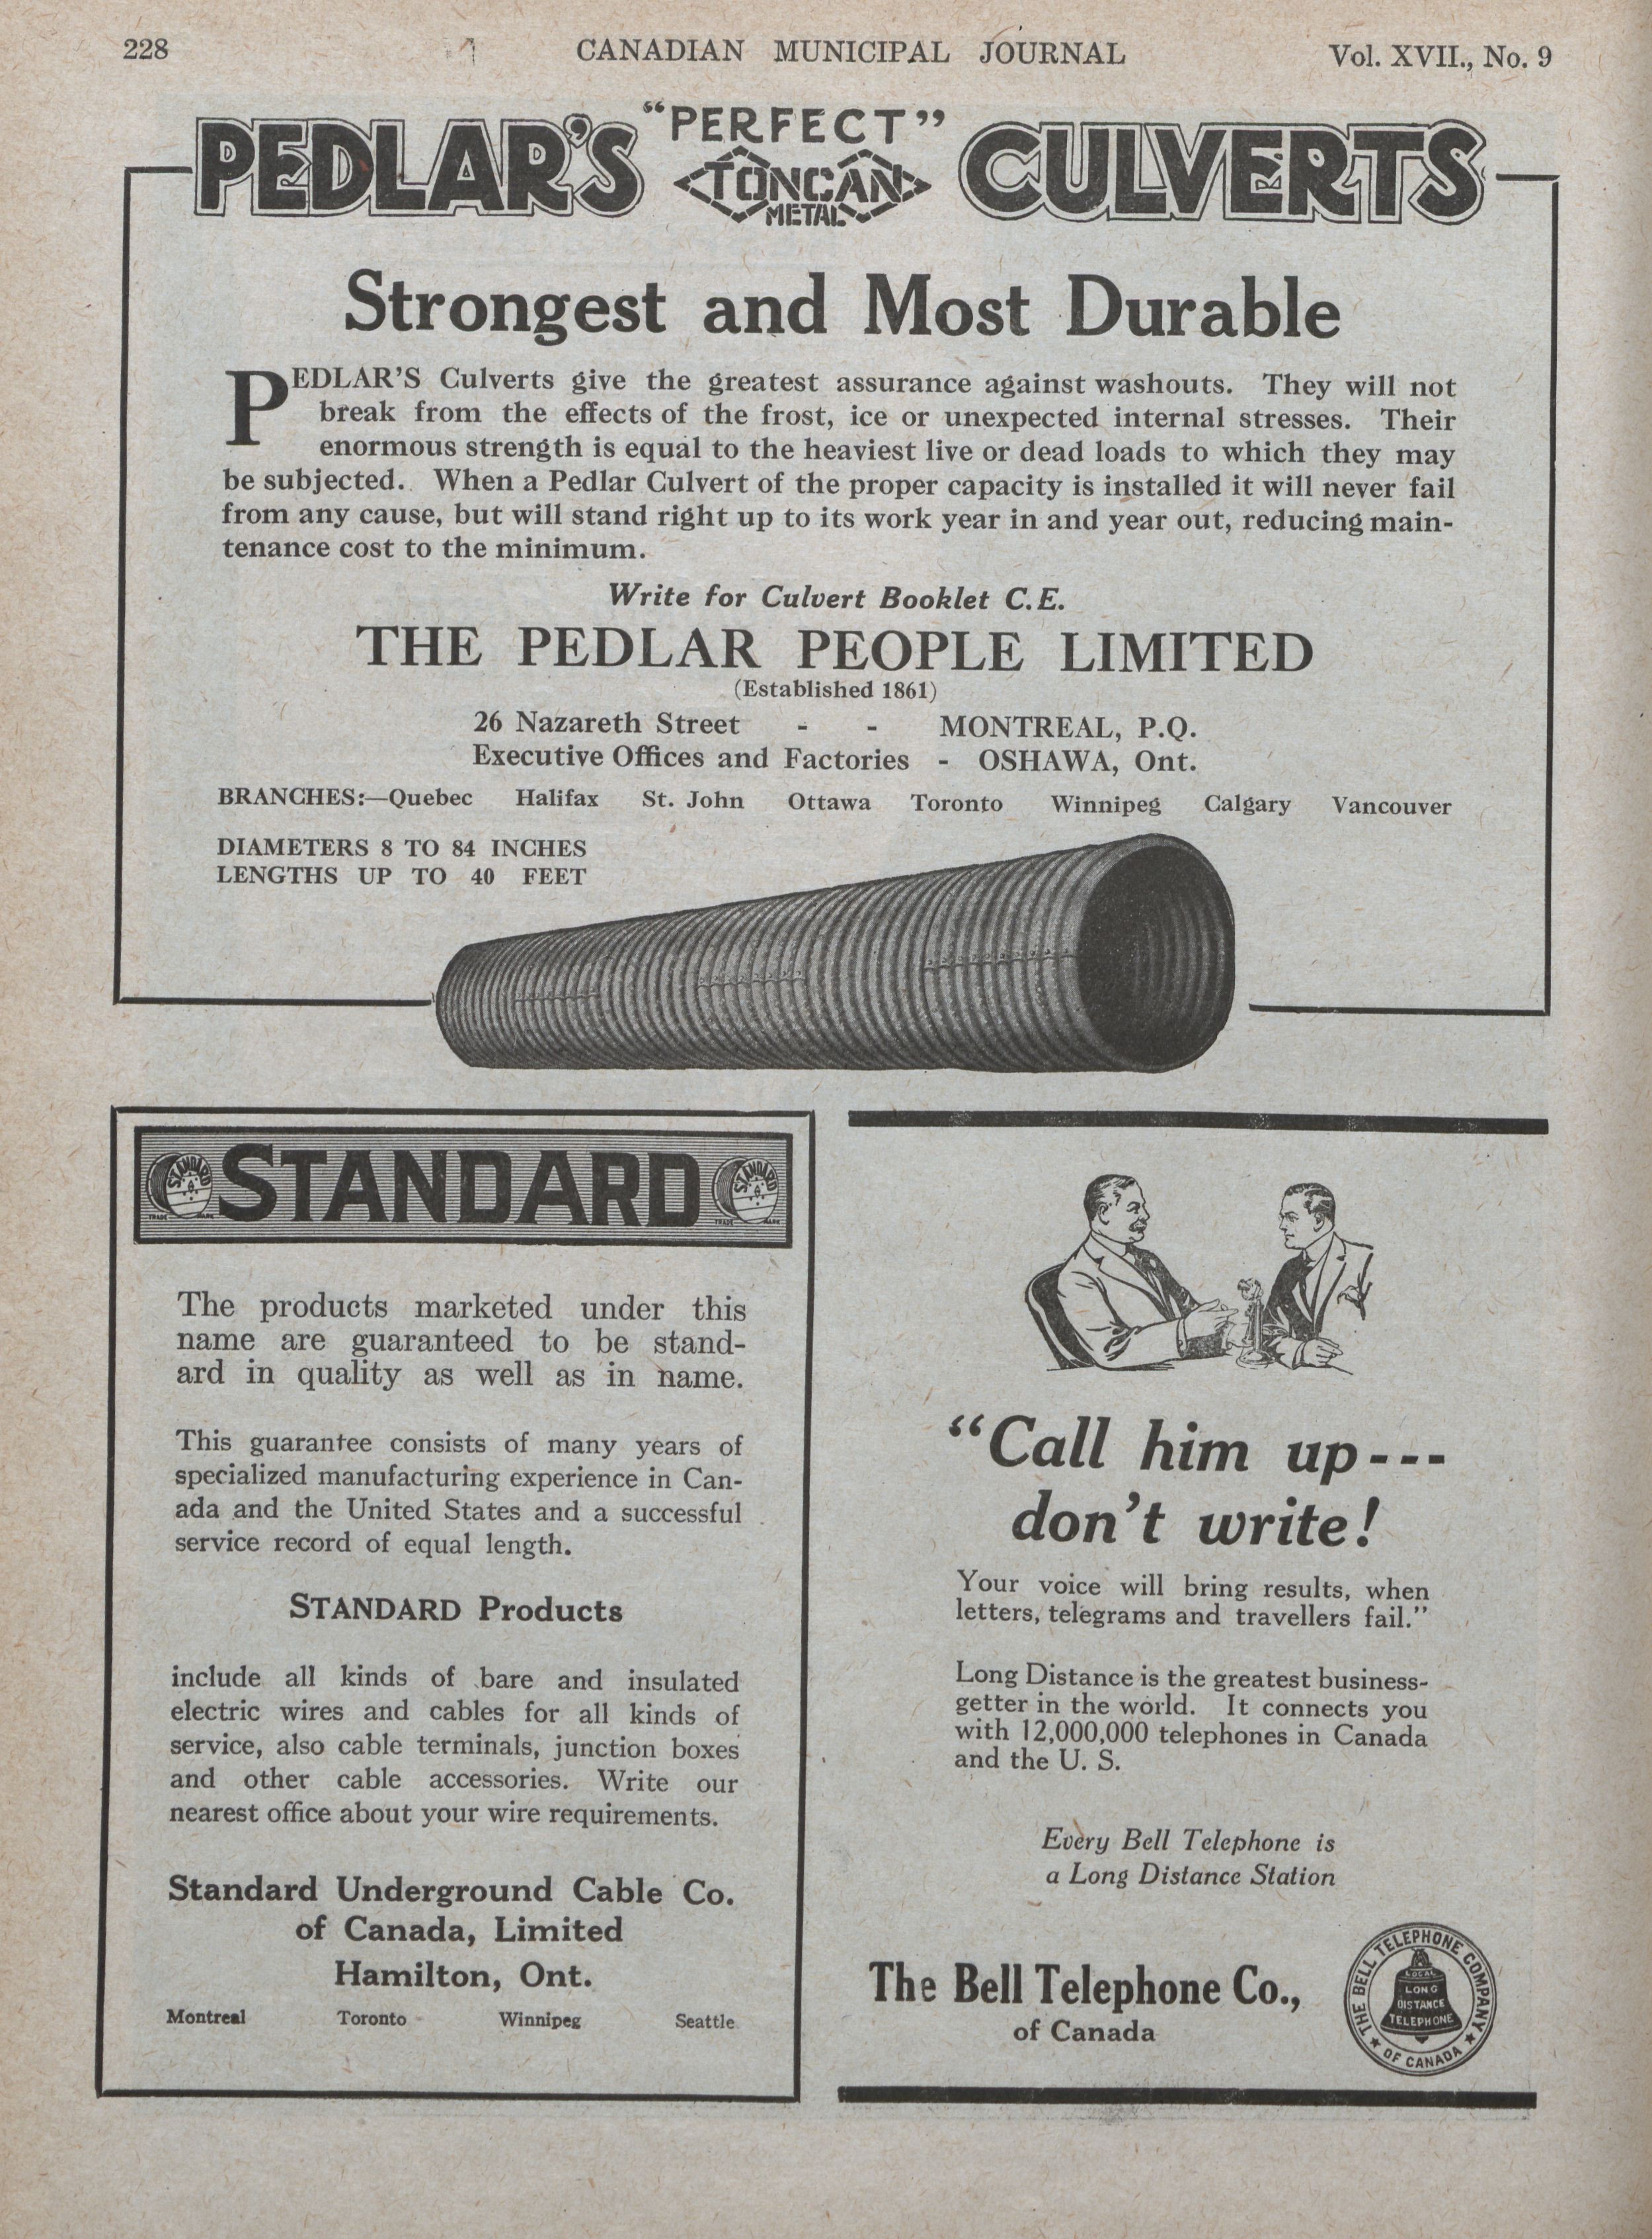 228
CANADIAN MUNICIPAL JOURNAL
Vol. XVII., No. 9
PEDLAR'S "PERFECT" TONCAN METAL CULVERTS
Strongest and Most Durable
PEDLAR'S Culverts give the greatest assurance against washouts. They will not
break from the effects of the frost, ice or unexpected internal stresses. Their
enormous strength is equal to the heaviest live or dead loads to which they may
be subjected. When a Pedlar Culvert of the proper capacity is installed it will never fail
from any cause, but will stand right up to its work year in and year out, reducing main-
tenance cost to the minimum.
Write for Culvert Booklet C.E.
THE PEDLAR PEOPLE LIMITED
(Established 1861)
26 Nazareth Street - - MONTREAL, P.Q.
Executive Offices and Factories - OSHAWA, Ont.
BRANCHES:—Quebec Halifax St. John Ottawa Toronto Winnipeg Calgary Vancouver
DIAMETERS 8 TO 84 INCHES
LENGTHS UP TO 40 FEET
STANDARD STANDARD STANDARD
TRADE MARK TRADE MARK
The products marketed under this
name are guaranteed to be stand-
ard in quality as well as in name.
This guarantee consists of many years of
specialized manufacturing experience in Can-
ada and the United States and a successful
service record of equal length.
STANDARD Products
include all kinds of bare and insulated
electric wires and cables for all kinds of
service, also cable terminals, junction boxes
and other cable accessories. Write our
nearest office about your wire requirements.
Standard Underground Cable Co.
of Canada, Limited
Hamilton, Ont.
Montreal Toronto Winnipeg Seattle
"Call him up---
don't write!
Your voice will bring results, when
letters, telegrams and travellers fail."
Long Distance is the greatest business-
getter in the world. It connects you
with 12,000,000 telephones in Canada
and the U. S.
Every Bell Telephone is
a Long Distance Station
The Bell Telephone Co.,
of Canada
THE BELL TELEPHONE COMPANY
OF CANADA
LOCAL
LONG
DISTANCE
TELEPHONE